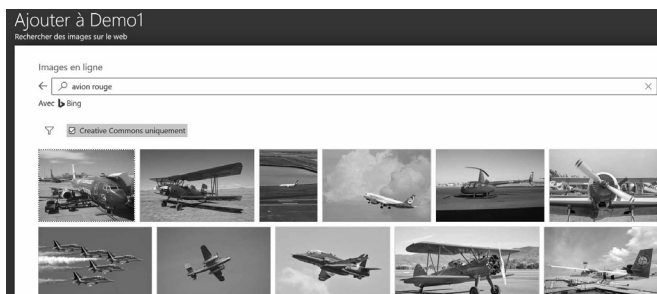 Ajouter à Demo1
Rechercher des images sur le web
Images en ligne
avion rouge
Avec Bing
Creative Commons uniquement